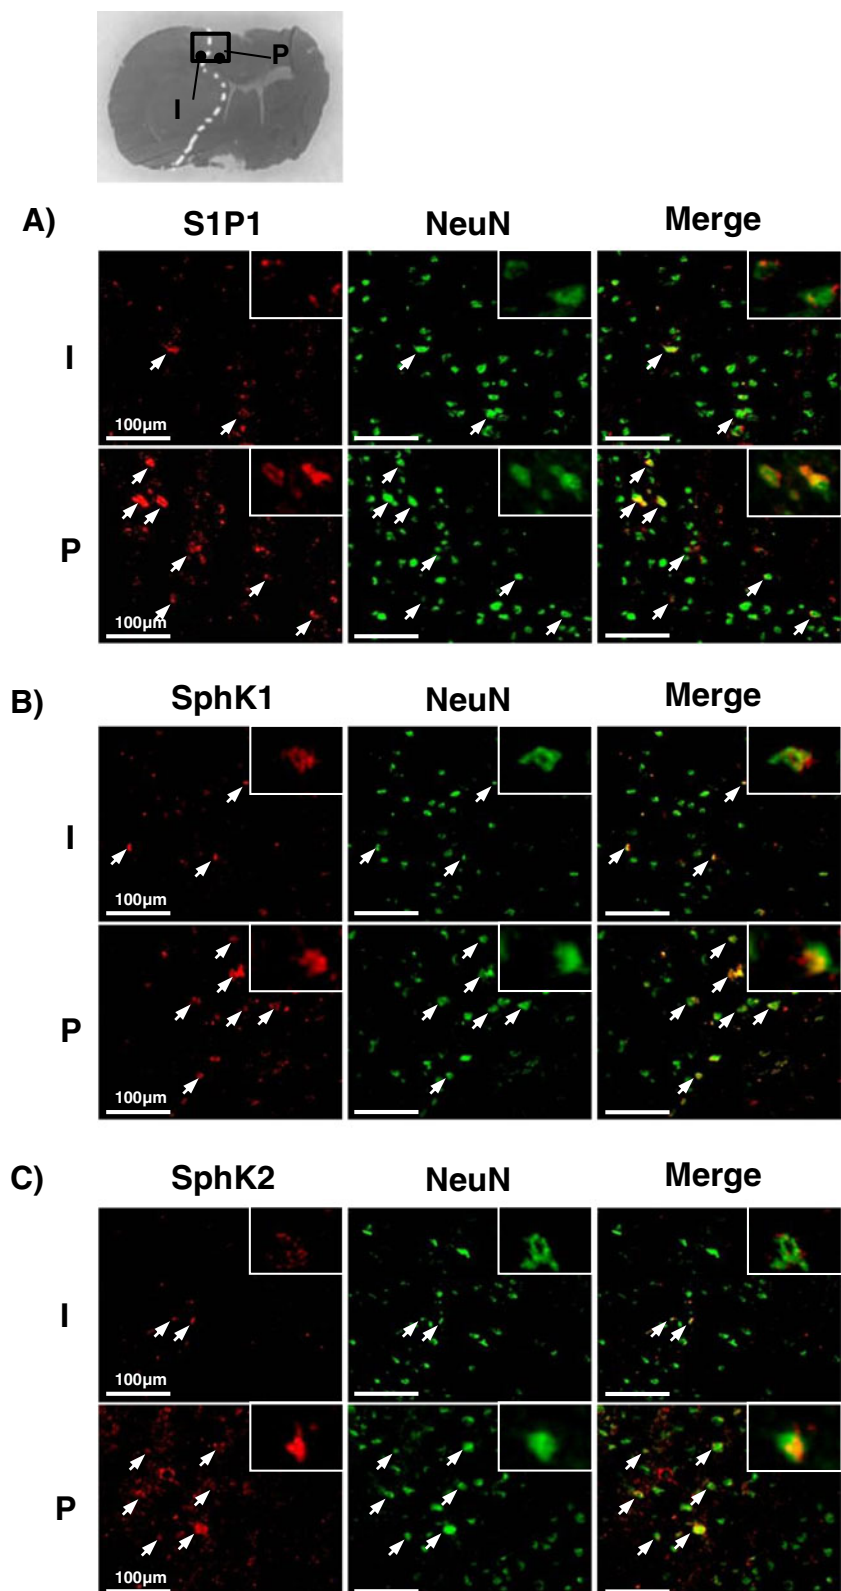 P
I
A)
S1P1 NeuN Merge
I
100μm
P
100μm
B)
SphK1 NeuN Merge
I
100μm
P
100μm
C)
SphK2 NeuN Merge
I
100μm
P
100μm